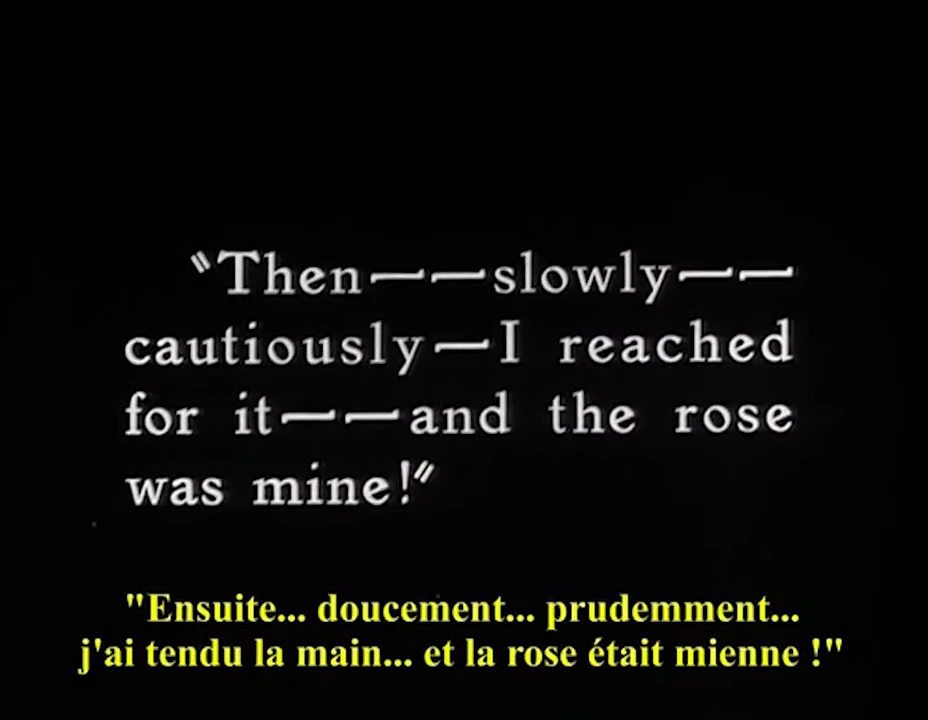 "Then——slowly——
cautiously—I reached
for it——and the rose
was mine!"
"Ensuite... doucement... prudemment...
j'ai tendu la main... et la rose était mienne !"